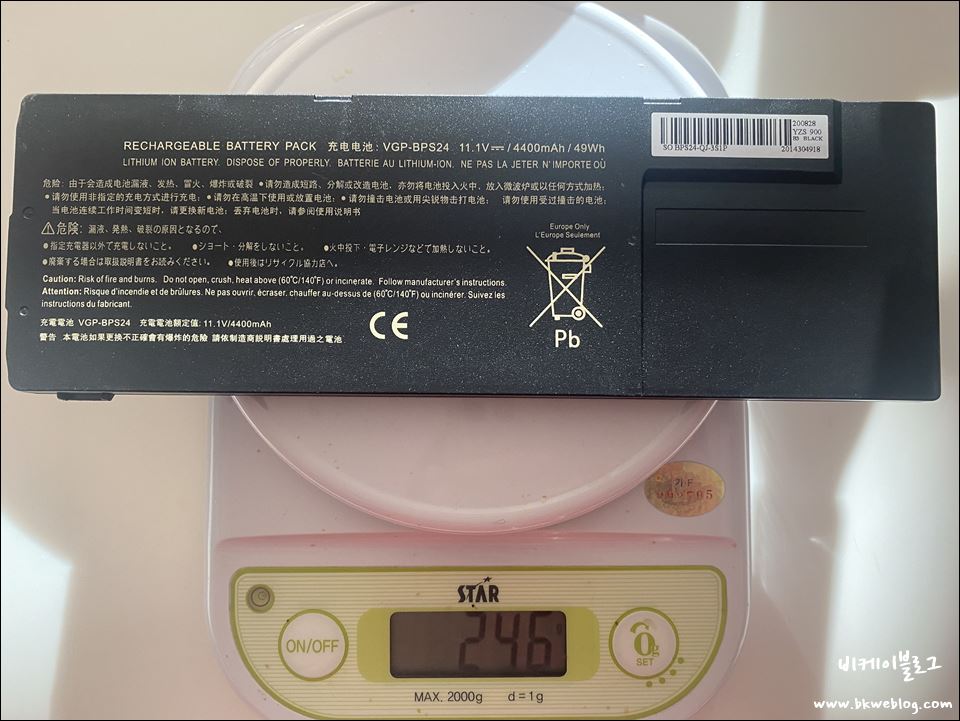 RECHARGEABLE BATTERY PACK 充电电池: VGP-BPS24 11.1V⎓/4400mAh/49Wh
LITHIUM ION BATTERY. DISPOSE OF PROPERLY. BATTERIE AU LITHIUM-ION. NE PAS LA JETER N'IMPORTE OÙ
危险: 由于会造成电池漏液、发热、冒火、爆炸或破裂 ●请勿造成短路、分解或改造电池，亦勿将电池投入火中，放入微波炉或以任何方式加热;
●请勿使用非指定的充电方式进行充电; ●请勿在高温下使用或放置电池; ●请勿撞击电池或用尖锐物击打电池; 请勿使用受过撞击的电池;
当电池连续工作时间变短时，请更换新电池; 丢弃电池时，请参阅使用说明书
⚠危険: 漏液、発熱、破裂の原因となるので、
●指定充電器以外で充電しないこと。 ●ショート・分解をしないこと。 ●火中投下・電子レンジなどで加熱しないこと。
●廃棄する場合は取扱説明書をお読みください。 ●使用後はリサイクル協力店へ。
Caution: Risk of fire and burns. Do not open, crush, heat above (60℃/140℉) or incinerate. Follow manufacturer's instructions.
Attention: Risque d'incendie et de brûlures. Ne pas ouvrir, écraser, chauffer au-dessus de (60℃/140℉) ou incinérer. Suivez les
instructions du fabricant.
充電電池 VGP-BPS24 充電電池額定值: 11.1V/4400mAh
警告 本電池如果更换不正確會有爆炸的危險 請依制造商說明書處理用過之電池
CE
Europe Only
L'Europe Seulement
Pb
200828
YZS 900
H5 BLACK
SO BPS24-QJ-3S1P 2014304918
가 F
STAR
ON/OFF
246
0g
SET
MAX. 2000g d=1g
비케이블로그
www.bkweblog.com